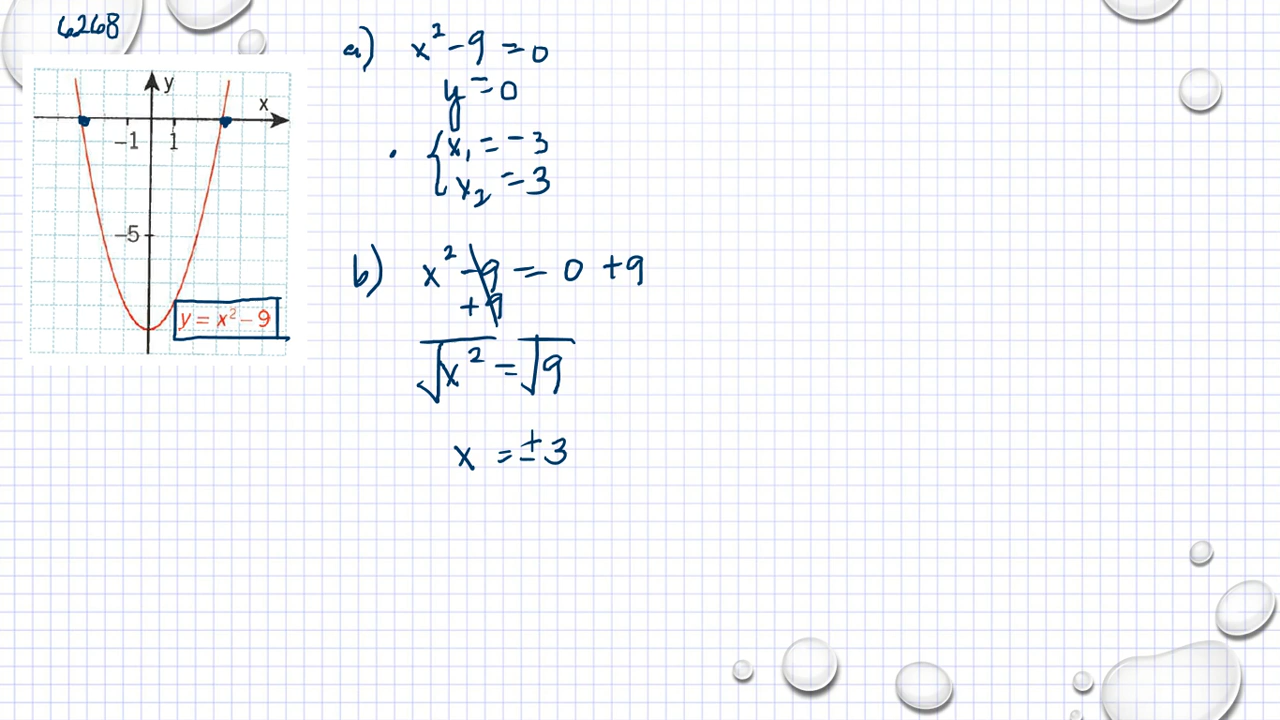 6268
y
x
-1 1
-5
y = x² - 9
a) x² - 9 = 0
y = 0
{ x₁ = -3
x₂ = 3
b) x² - 9 = 0 + 9
+ 9
√x² = √9
x = ± 3